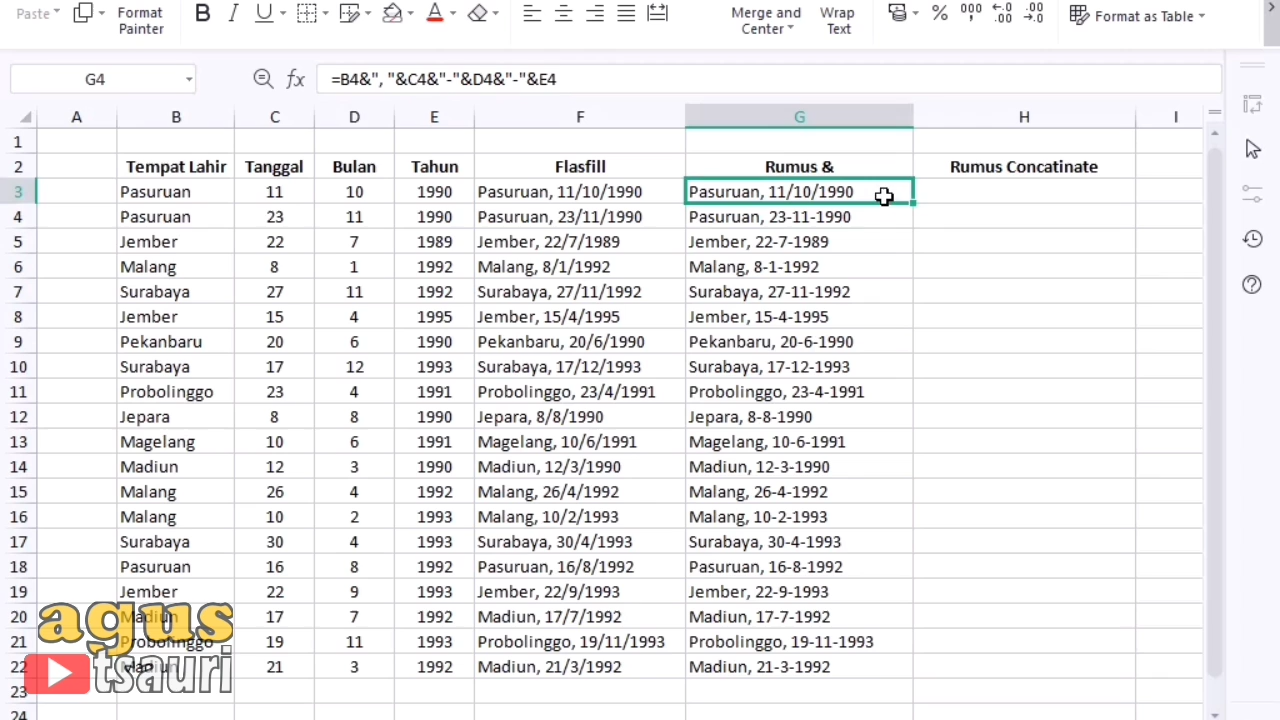 Paste
Format Painter
B I U A
Merge and Center
Wrap Text
% 000 .00
Format as Table
G4
fx
=B4&", "&C4&"-"&D4&"-"&E4
A B C D E F G H I
1
2 Tempat Lahir Tanggal Bulan Tahun Flasfill Rumus & Rumus Concatinate
3 Pasuruan 11 10 1990 Pasuruan, 11/10/1990 Pasuruan, 11/10/1990
4 Pasuruan 23 11 1990 Pasuruan, 23/11/1990 Pasuruan, 23-11-1990
5 Jember 22 7 1989 Jember, 22/7/1989 Jember, 22-7-1989
6 Malang 8 1 1992 Malang, 8/1/1992 Malang, 8-1-1992
7 Surabaya 27 11 1992 Surabaya, 27/11/1992 Surabaya, 27-11-1992
8 Jember 15 4 1995 Jember, 15/4/1995 Jember, 15-4-1995
9 Pekanbaru 20 6 1990 Pekanbaru, 20/6/1990 Pekanbaru, 20-6-1990
10 Surabaya 17 12 1993 Surabaya, 17/12/1993 Surabaya, 17-12-1993
11 Probolinggo 23 4 1991 Probolinggo, 23/4/1991 Probolinggo, 23-4-1991
12 Jepara 8 8 1990 Jepara, 8/8/1990 Jepara, 8-8-1990
13 Magelang 10 6 1991 Magelang, 10/6/1991 Magelang, 10-6-1991
14 Madiun 12 3 1990 Madiun, 12/3/1990 Madiun, 12-3-1990
15 Malang 26 4 1992 Malang, 26/4/1992 Malang, 26-4-1992
16 Malang 10 2 1993 Malang, 10/2/1993 Malang, 10-2-1993
17 Surabaya 30 4 1993 Surabaya, 30/4/1993 Surabaya, 30-4-1993
18 Pasuruan 16 8 1992 Pasuruan, 16/8/1992 Pasuruan, 16-8-1992
19 Jember 22 9 1993 Jember, 22/9/1993 Jember, 22-9-1993
20 Madiun 17 7 1992 Madiun, 17/7/1992 Madiun, 17-7-1992
21 Probolinggo 19 11 1993 Probolinggo, 19/11/1993 Probolinggo, 19-11-1993
22 Madiun 21 3 1992 Madiun, 21/3/1992 Madiun, 21-3-1992
23
24
agus
tsauri